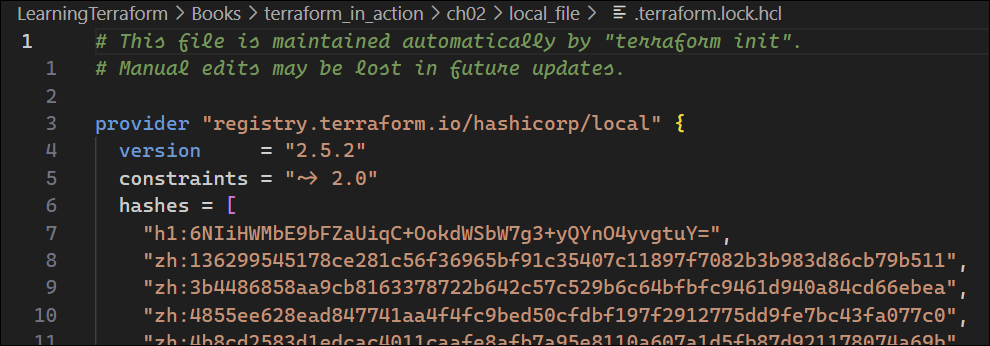 LearningTerraform > Books > terraform_in_action > ch02 > local_file > .terraform.lock.hcl
1 # This file is maintained automatically by "terraform init".
1 # Manual edits may be lost in future updates.
2
3 provider "registry.terraform.io/hashicorp/local" {
4 version     = "2.5.2"
5 constraints = "~> 2.0"
6 hashes = [
7 "h1:6NIiHWMbE9bFZaUiqC+OokdWSbW7g3+yQYnO4yvgtuY=",
8 "zh:136299545178ce281c56f36965bf91c35407c11897f7082b3b983d86cb79b511",
9 "zh:3b4486858aa9cb8163378722b642c57c529b6c64bfbfc9461d940a84cd66ebea",
10 "zh:4855ee628ead847741aa4f4fc9bed50cfdbf197f2912775dd9fe7bc43fa077c0",
11 "zh:4b8cd2583d1edcac4011caafe8afb7a95e8110a607a1d5fb87d921178074a69b"